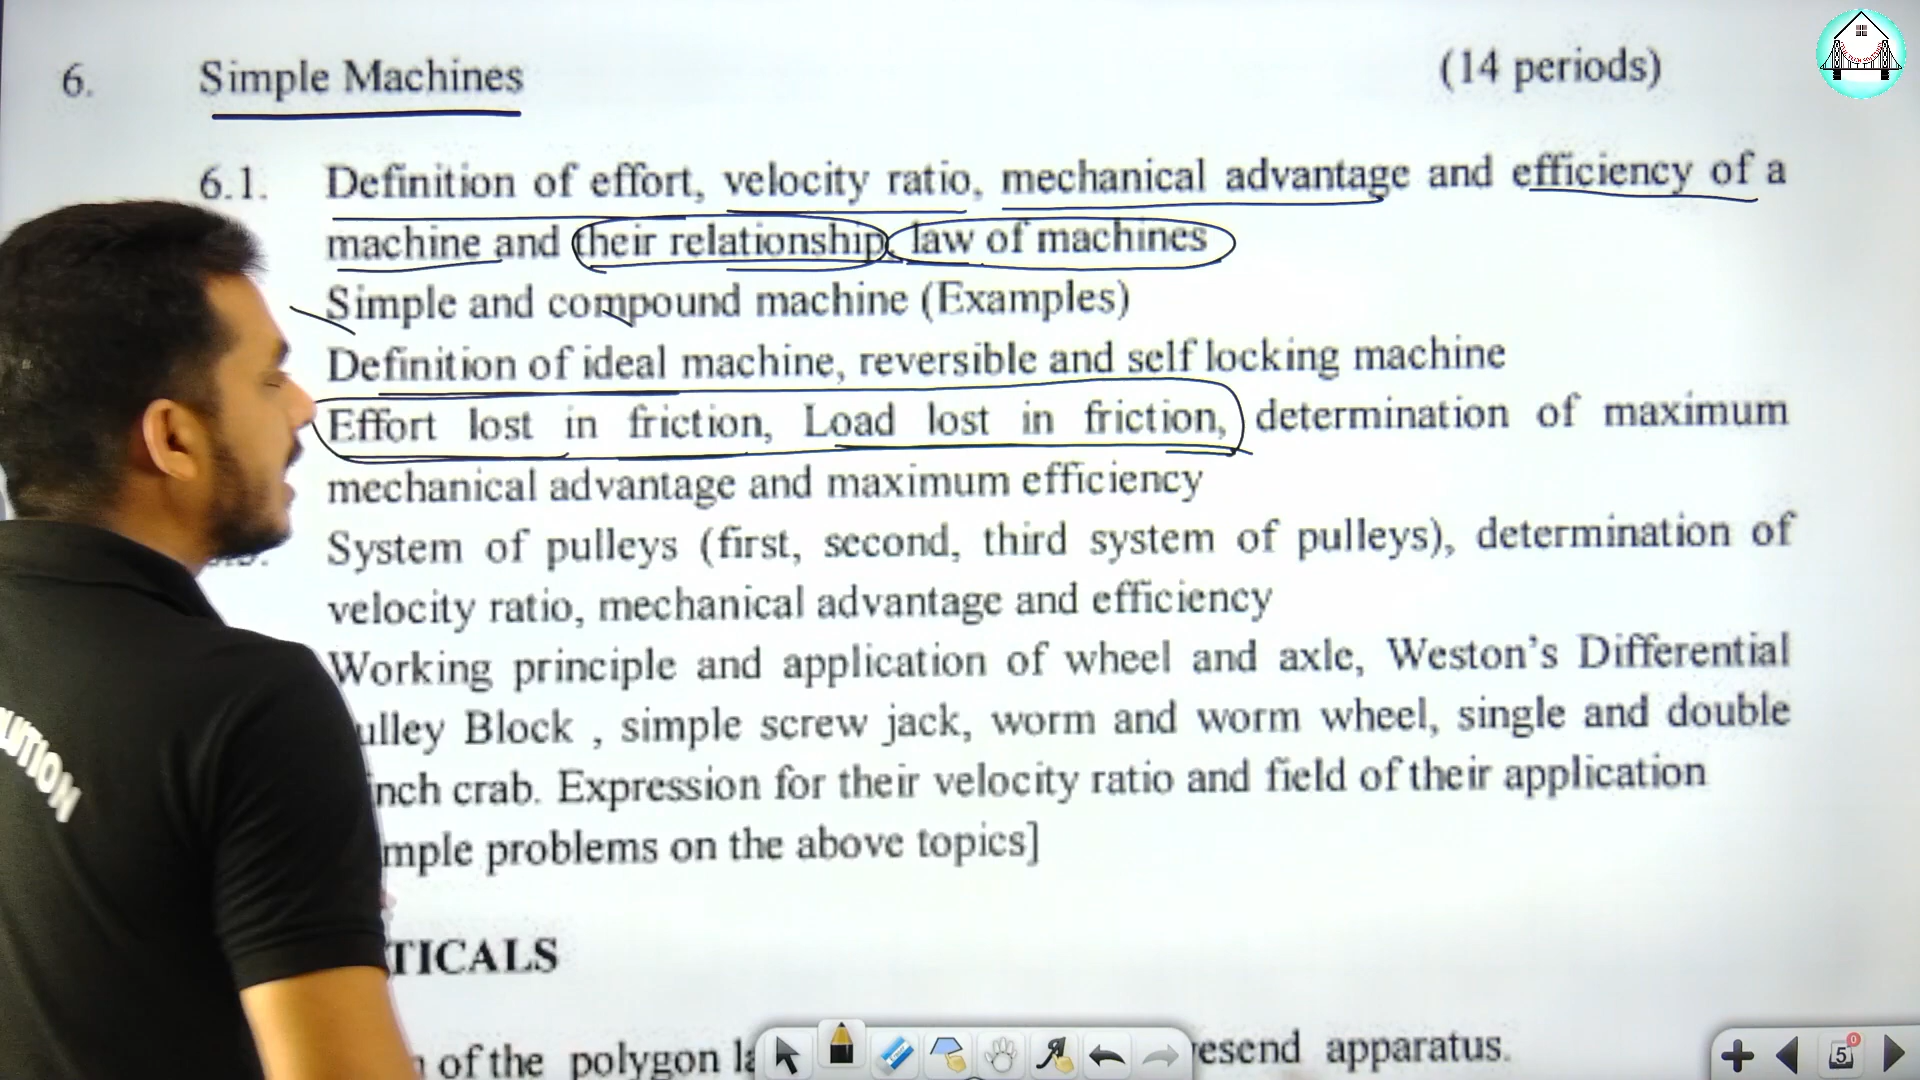 6. Simple Machines (14 periods)
6.1. Definition of effort, velocity ratio, mechanical advantage and efficiency of a
machine and their relationship, law of machines
Simple and compound machine (Examples)
Definition of ideal machine, reversible and self locking machine
Effort lost in friction, Load lost in friction, determination of maximum
mechanical advantage and maximum efficiency
System of pulleys (first, second, third system of pulleys), determination of
velocity ratio, mechanical advantage and efficiency
Working principle and application of wheel and axle, Weston's Differential
ulley Block , simple screw jack, worm and worm wheel, single and double
nch crab. Expression for their velocity ratio and field of their application
mple problems on the above topics]
TICALS
of the polygon la resend apparatus.
LUTION
5
0